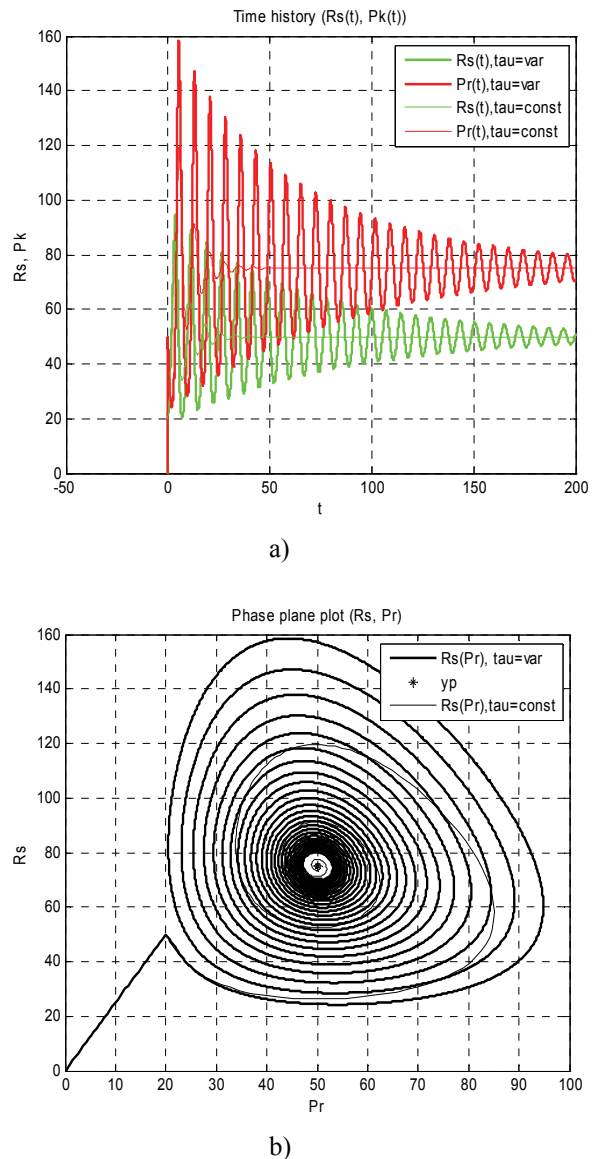 Time history (Rs(t), Pk(t))
160
140
120
100
80
60
40
20
0
Rs, Pk
Rs(t),tau=var
Pr(t),tau=var
Rs(t),tau=const
Pr(t),tau=const
-50 0 50 100 150 200
t
a)
Phase plane plot (Rs, Pr)
160
140
120
100
80
60
40
20
0
Rs
Rs(Pr), tau=var
yp
Rs(Pr),tau=const
0 10 20 30 40 50 60 70 80 90 100
Pr
b)